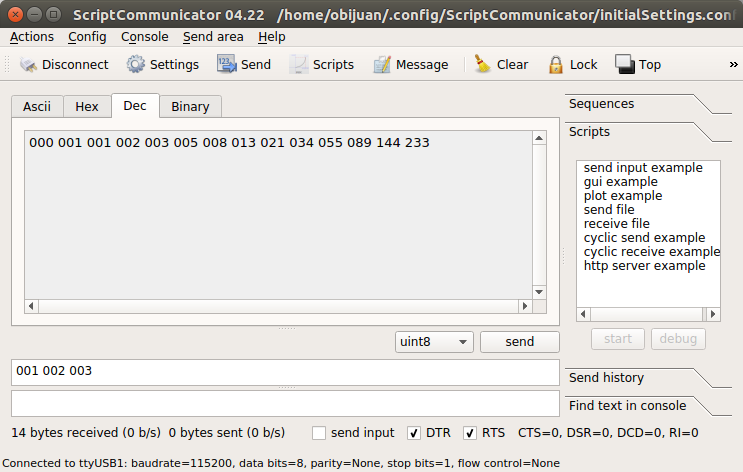 ScriptCommunicator 04.22 /home/obijuan/.config/ScriptCommunicator/initialSettings.conf
Actions Config Console Send area Help
Disconnect Settings Send Scripts Message Clear Lock Top »
Ascii Hex Dec Binary
000 001 001 002 003 005 008 013 021 034 055 089 144 233
uint8 send
001 002 003
Sequences
Scripts
send input example
gui example
plot example
send file
receive file
cyclic send example
cyclic receive example
http server example
start debug
Send history
Find text in console
14 bytes received (0 b/s) 0 bytes sent (0 b/s) send input DTR RTS CTS=0, DSR=0, DCD=0, RI=0
Connected to ttyUSB1: baudrate=115200, data bits=8, parity=None, stop bits=1, flow control=None